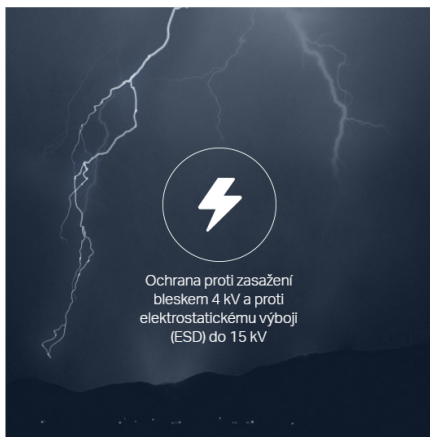 Ochrana proti zasažení
bleskem 4 kV a proti
elektrostatickému výboji
(ESD) do 15 kV